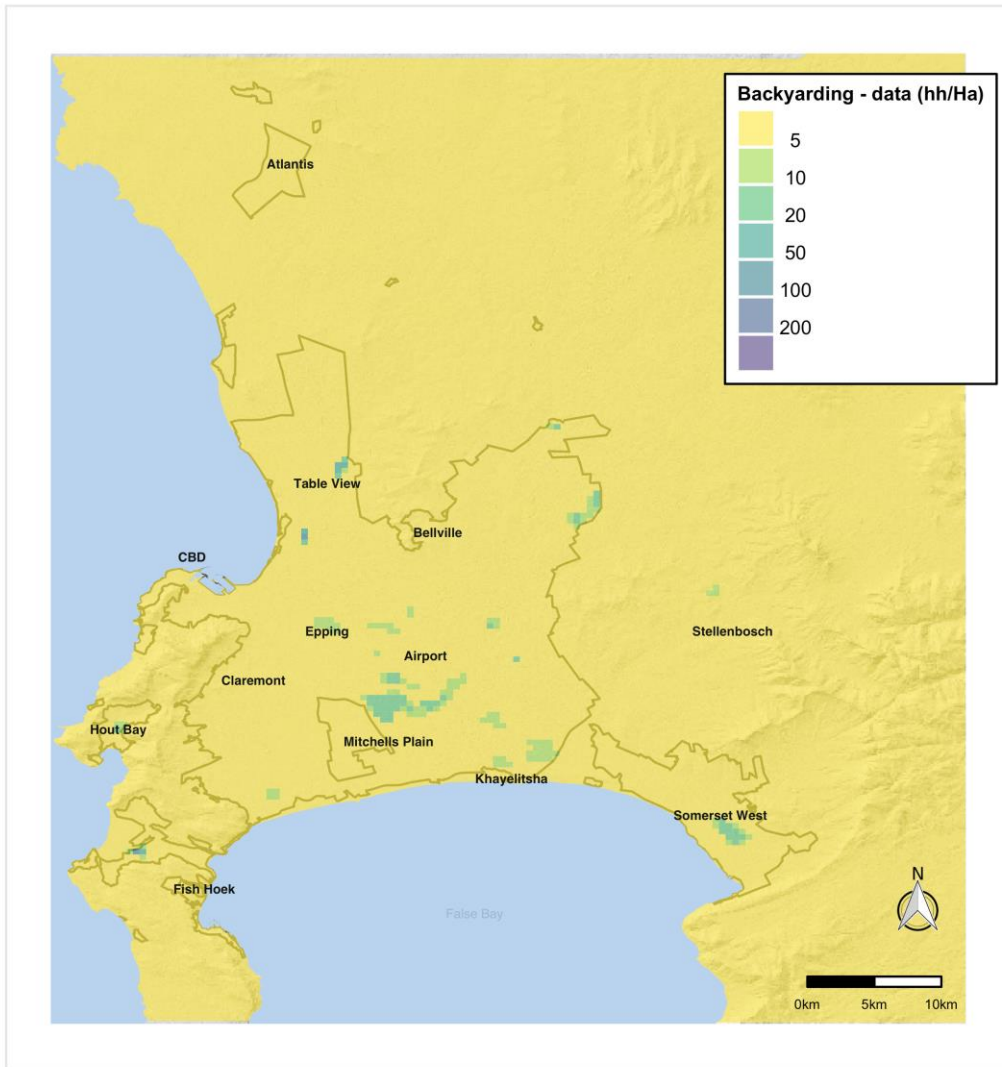 Backyarding - data (hh/Ha)
5
10
20
50
100
200
Atlantis
Table View
Bellville
CBD
Epping
Stellenbosch
Airport
Claremont
Hout Bay
Mitchells Plain
Khayelitsha
Somerset West
Fish Hoek
False Bay
N
0km 5km 10km